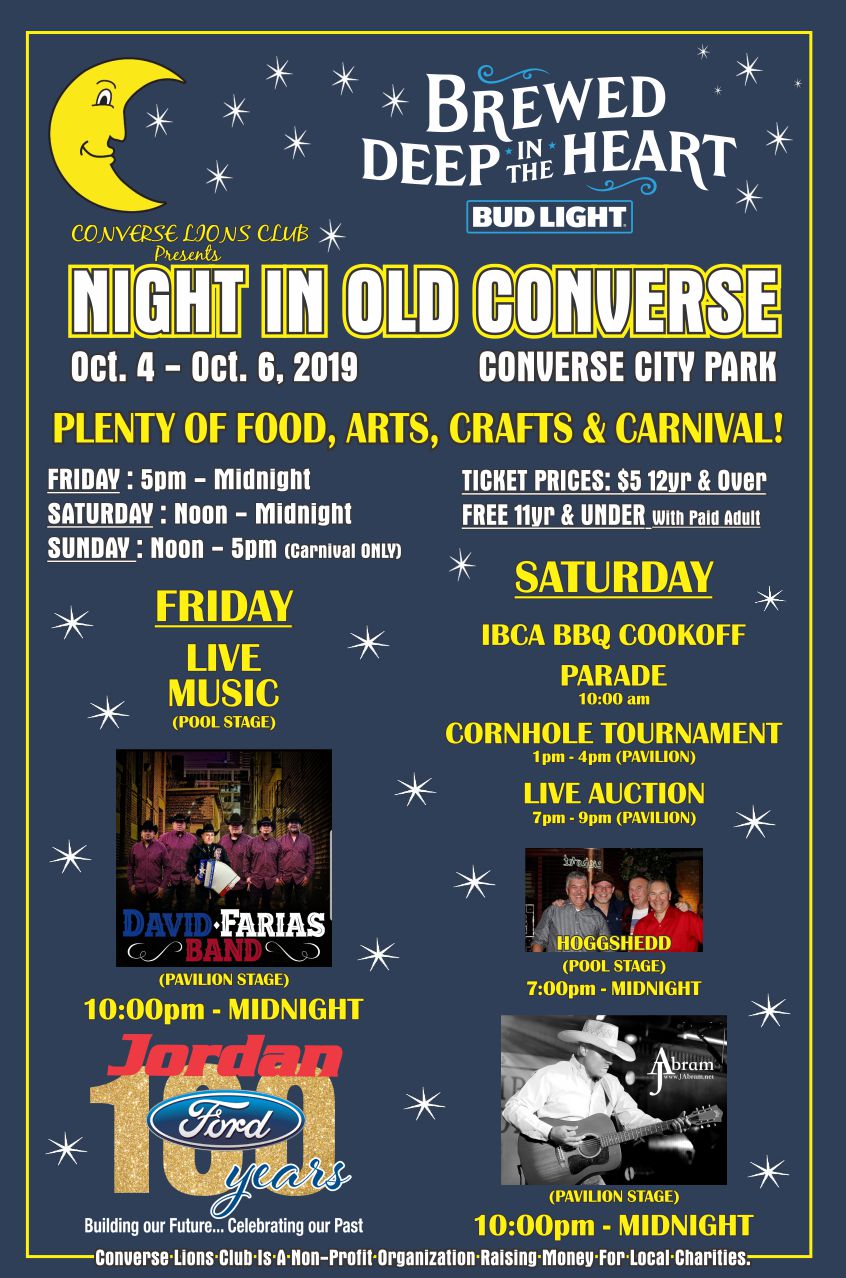 BREWED
DEEP IN THE HEART
BUD LIGHT.
CONVERSE LIONS CLUB
Presents
NIGHT IN OLD CONVERSE
Oct. 4 – Oct. 6, 2019
CONVERSE CITY PARK
PLENTY OF FOOD, ARTS, CRAFTS & CARNIVAL!
FRIDAY : 5pm – Midnight
SATURDAY : Noon – Midnight
SUNDAY : Noon – 5pm (Carnival ONLY)
TICKET PRICES: $5 12yr & Over
FREE 11yr & UNDER With Paid Adult
FRIDAY
LIVE
MUSIC
(POOL STAGE)
DAVID FARIAS
BAND
(PAVILION STAGE)
10:00pm - MIDNIGHT
Jordan
100
Ford
years
Building our Future... Celebrating our Past
SATURDAY
IBCA BBQ COOKOFF
PARADE
10:00 am
CORNHOLE TOURNAMENT
1pm - 4pm (PAVILION)
LIVE AUCTION
7pm - 9pm (PAVILION)
HOGGSHEDD
(POOL STAGE)
7:00pm - MIDNIGHT
JAbram
www.JAbram.net
(PAVILION STAGE)
10:00pm - MIDNIGHT
Converse·Lions·Club·Is·A·Non-Profit·Organization·Raising·Money·For·Local·Charities.